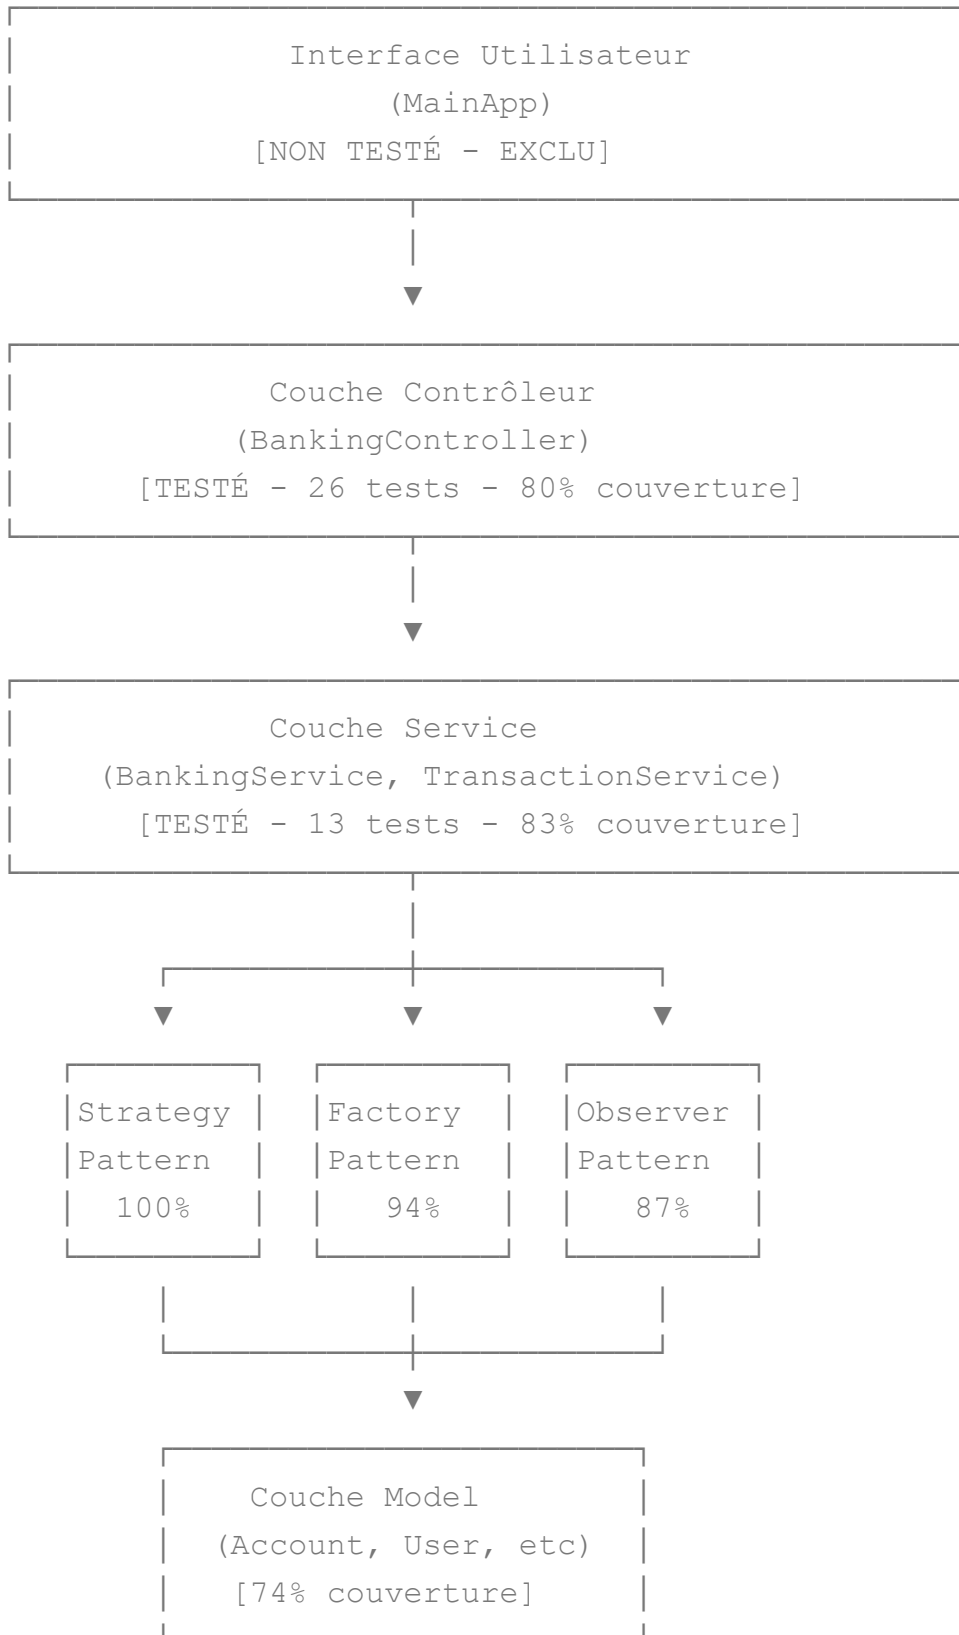 Interface Utilisateur
(MainApp)
[NON TESTÉ - EXCLU]
Couche Contrôleur
(BankingController)
[TESTÉ - 26 tests - 80% couverture]
Couche Service
(BankingService, TransactionService)
[TESTÉ - 13 tests - 83% couverture]
Strategy Factory Observer
Pattern Pattern Pattern
100% 94% 87%
Couche Model
(Account, User, etc)
[74% couverture]